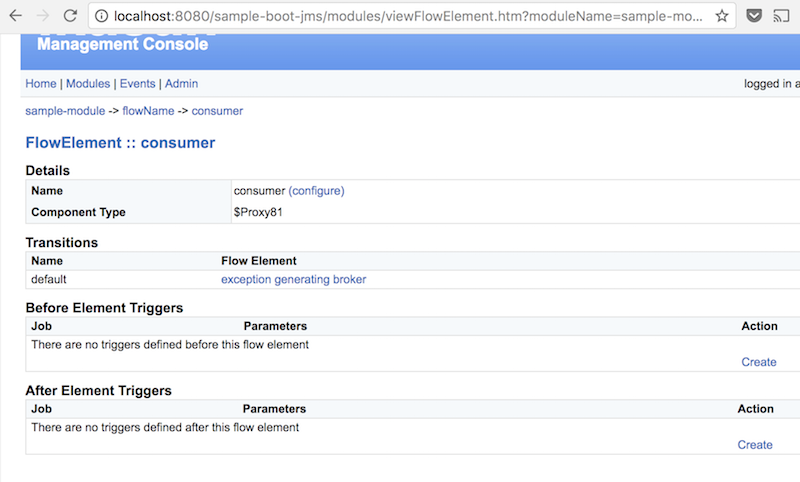 localhost:8080/sample-boot-jms/modules/viewFlowElement.htm?moduleName=sample-mo...
Management Console
Home | Modules | Events | Admin
logged in a
sample-module -> flowName -> consumer
FlowElement :: consumer
Details
Name consumer (configure)
Component Type $Proxy81
Transitions
Name Flow Element
default exception generating broker
Before Element Triggers
Job Parameters Action
There are no triggers defined before this flow element
Create
After Element Triggers
Job Parameters Action
There are no triggers defined after this flow element
Create